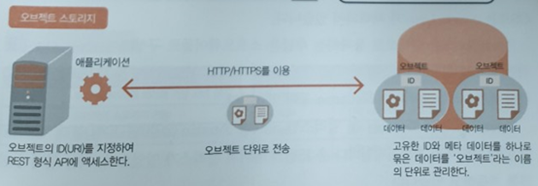 오브젝트 스토리지
애플리케이션
HTTP/HTTPS를 이용
오브젝트 단위로 전송
오브젝트의 ID(URI)를 지정하여
REST 형식 API에 액세스한다.
오브젝트
오브젝트
ID
ID
데이터
데이터
데이터
데이터
고유한 ID와 메타 데이터를 하나로
묶은 데이터를 '오브젝트'라는 이름
의 단위로 관리한다.